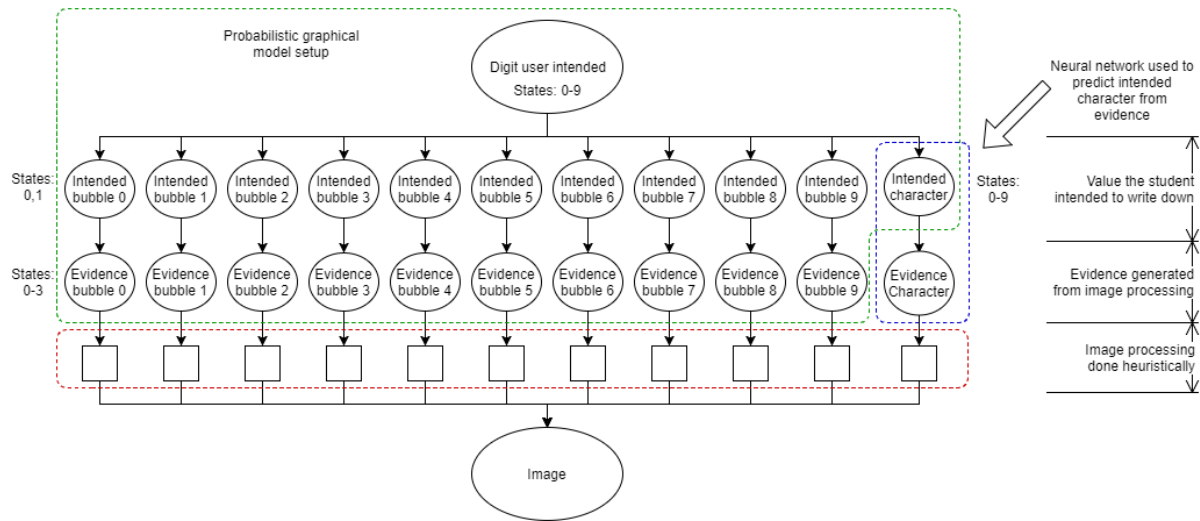 Probabilistic graphical
model setup
Digit user intended
States: 0-9
Neural network used to
predict intended
character from
evidence
States:
0,1
Intended
bubble 0
Intended
bubble 1
Intended
bubble 2
Intended
bubble 3
Intended
bubble 4
Intended
bubble 5
Intended
bubble 6
Intended
bubble 7
Intended
bubble 8
Intended
bubble 9
Intended
character
States:
0-9
Value the student
intended to write down
States:
0-3
Evidence
bubble 0
Evidence
bubble 1
Evidence
bubble 2
Evidence
bubble 3
Evidence
bubble 4
Evidence
bubble 5
Evidence
bubble 6
Evidence
bubble 7
Evidence
bubble 8
Evidence
bubble 9
Evidence
Character
Evidence generated
from image processing
Image processing
done heuristically
Image